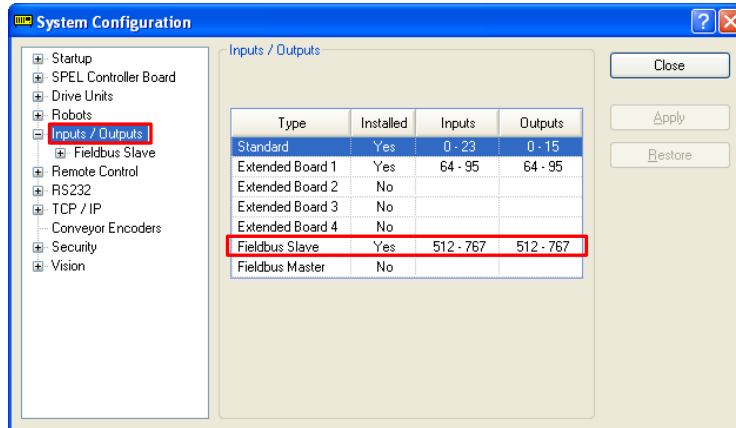 System Configuration
Startup
SPEL Controller Board
Drive Units
Robots
Inputs / Outputs
Fieldbus Slave
Remote Control
RS232
TCP / IP
Conveyor Encoders
Security
Vision
Inputs / Outputs
Type Installed Inputs Outputs
Standard Yes 0 - 23 0 - 15
Extended Board 1 Yes 64 - 95 64 - 95
Extended Board 2 No
Extended Board 3 No
Extended Board 4 No
Fieldbus Slave Yes 512 - 767 512 - 767
Fieldbus Master No
Close
Apply
Restore